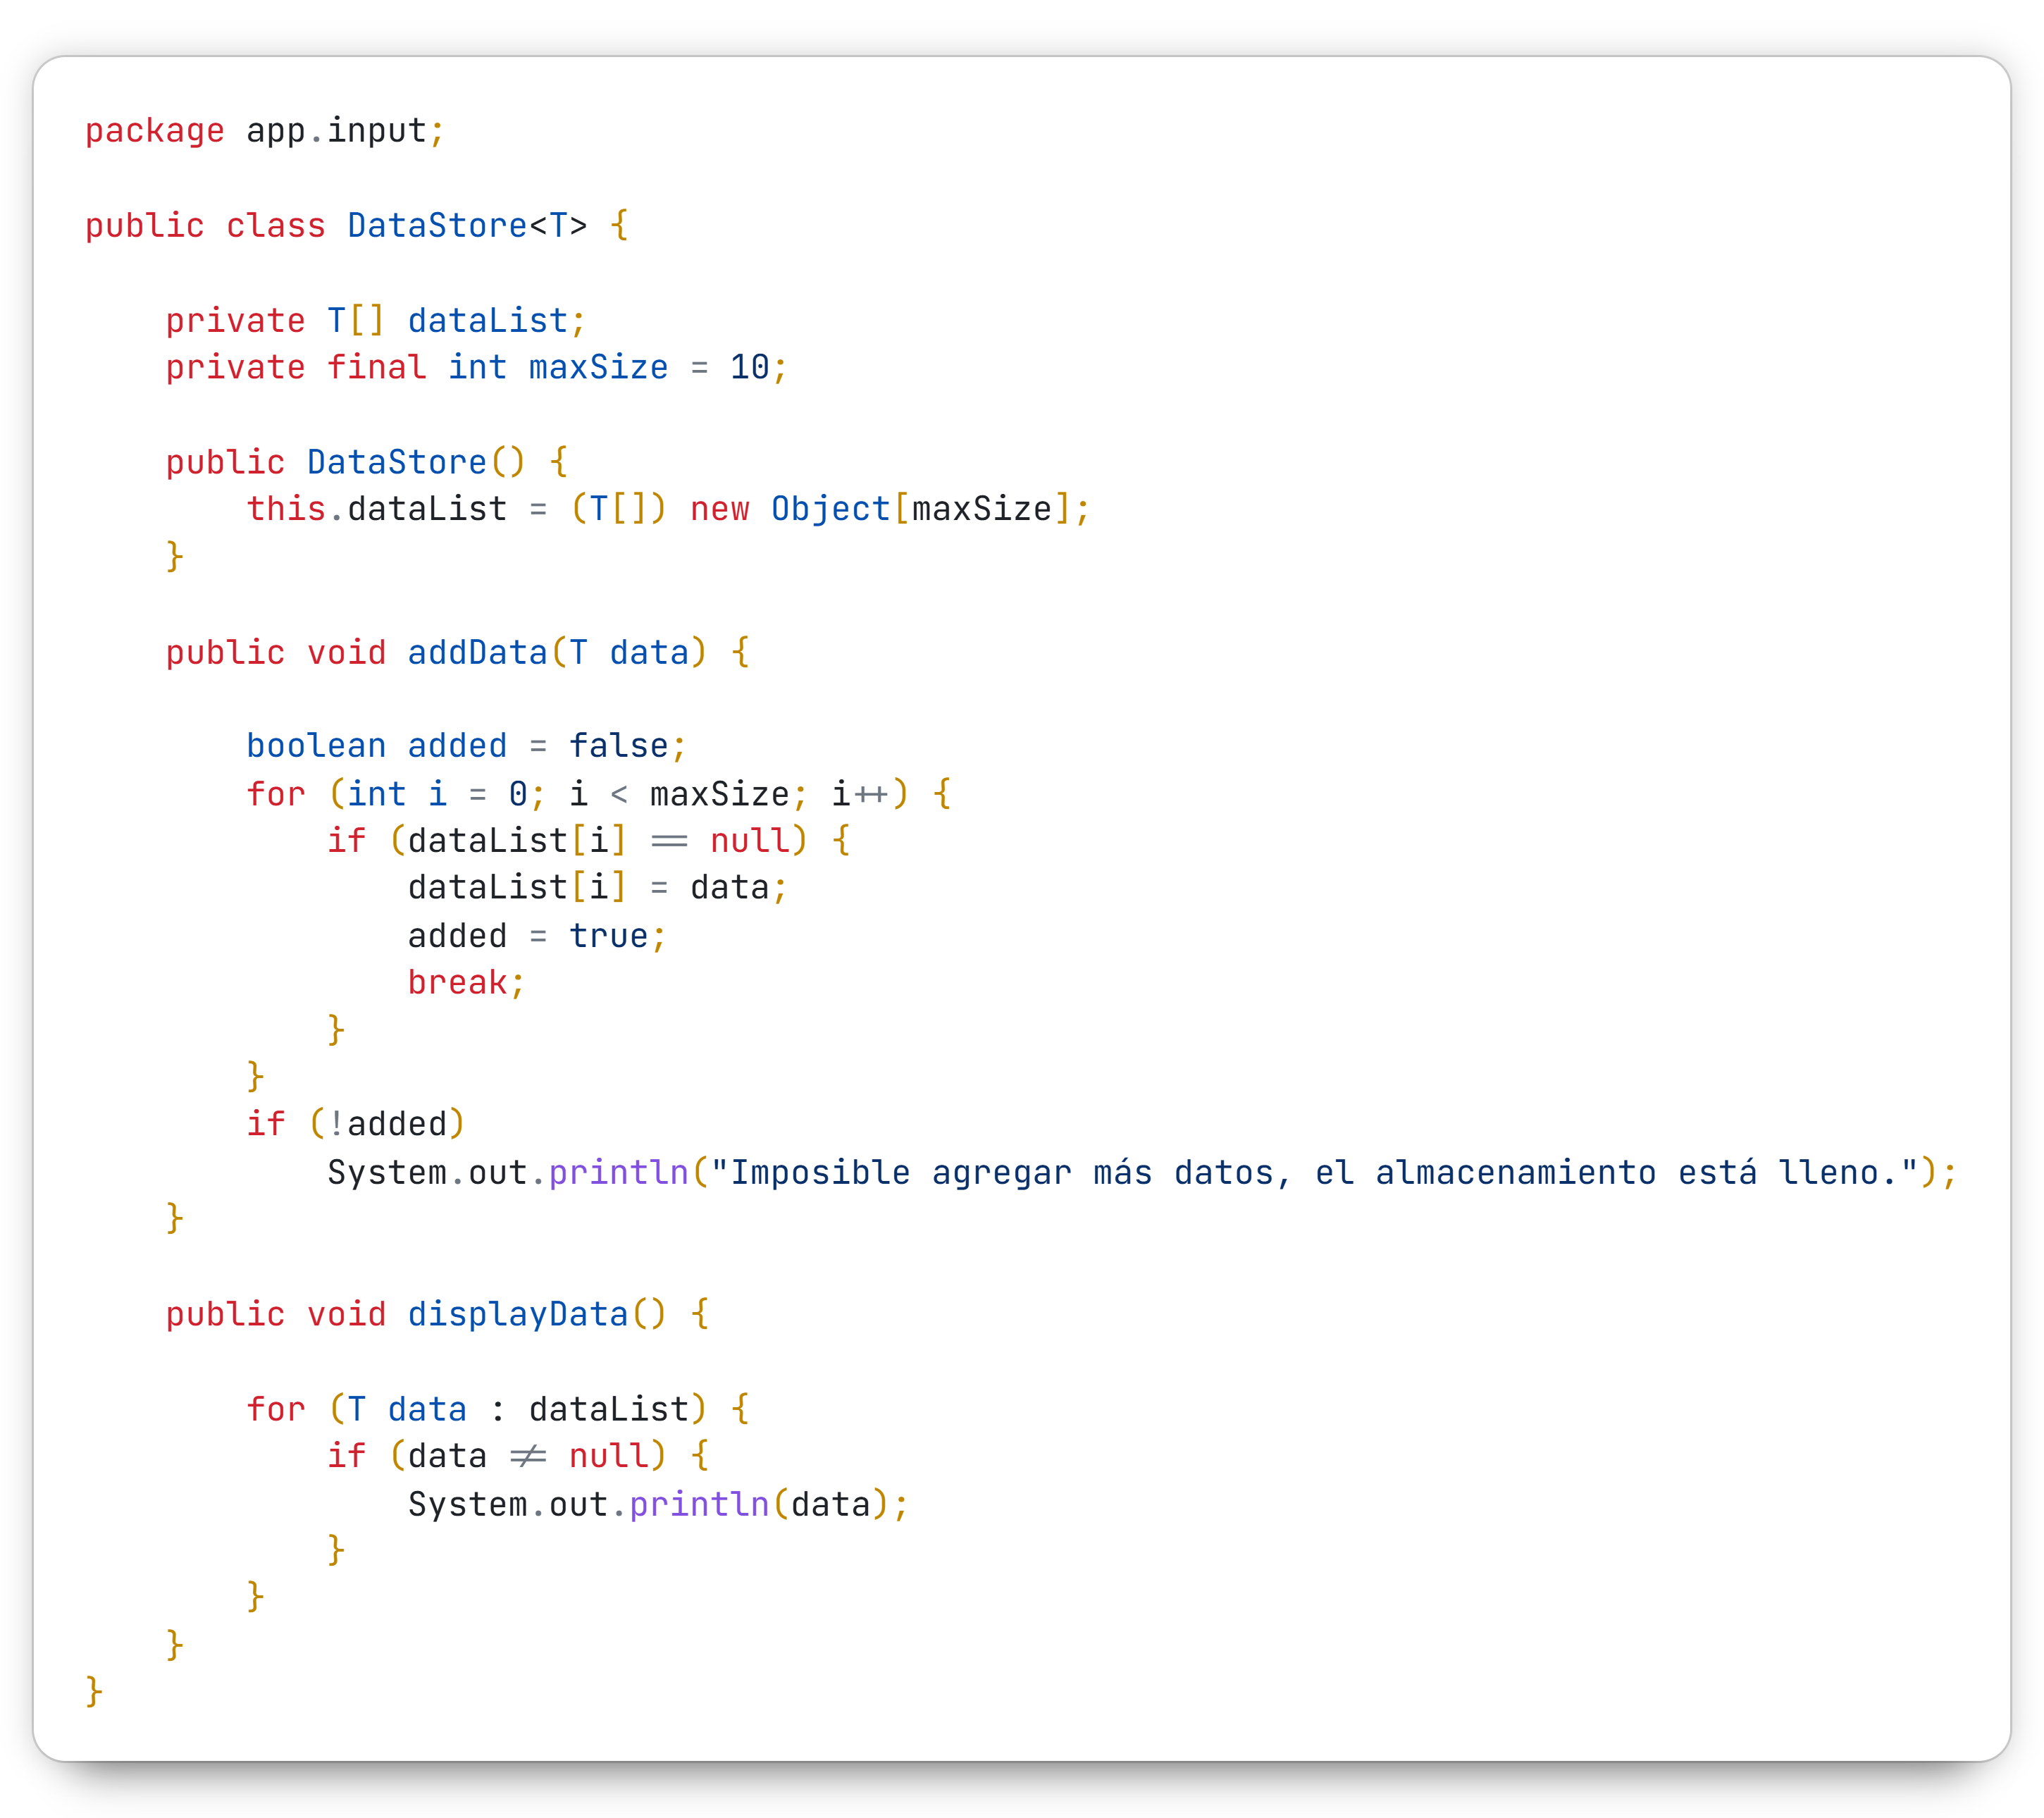 package app.input;
public class DataStore<T> {
private T[] dataList;
private final int maxSize = 10;
public DataStore() {
this.dataList = (T[]) new Object[maxSize];
}
public void addData(T data) {
boolean added = false;
for (int i = 0; i < maxSize; i++) {
if (dataList[i] == null) {
dataList[i] = data;
added = true;
break;
}
}
if (!added)
System.out.println("Imposible agregar más datos, el almacenamiento está lleno.");
}
public void displayData() {
for (T data : dataList) {
if (data != null) {
System.out.println(data);
}
}
}
}